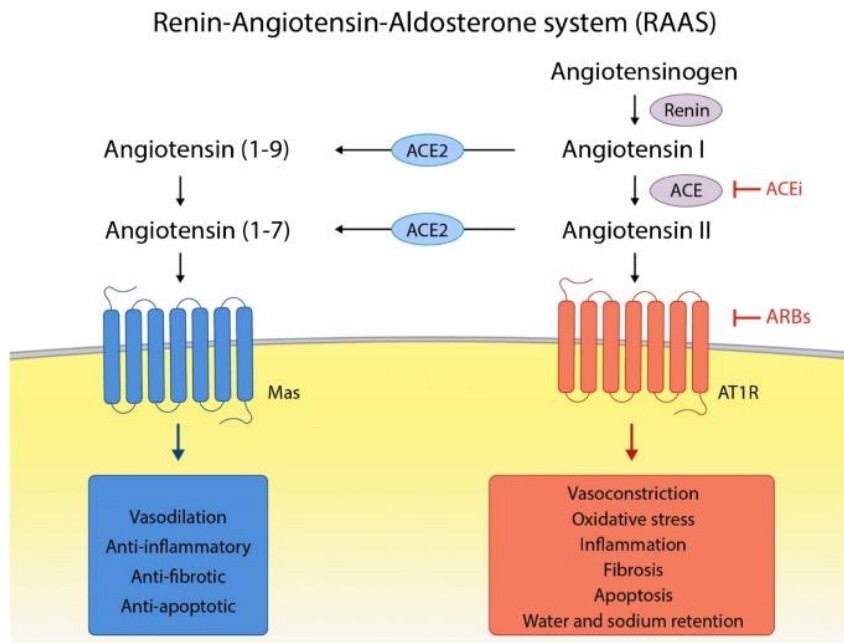 Renin-Angiotensin-Aldosterone system (RAAS)
Angiotensinogen
Renin
Angiotensin (1-9)
ACE2
Angiotensin I
ACE
ACEi
Angiotensin (1-7)
ACE2
Angiotensin II
ARBs
Mas
AT1R
Vasodilation
Anti-inflammatory
Anti-fibrotic
Anti-apoptotic
Vasoconstriction
Oxidative stress
Inflammation
Fibrosis
Apoptosis
Water and sodium retention